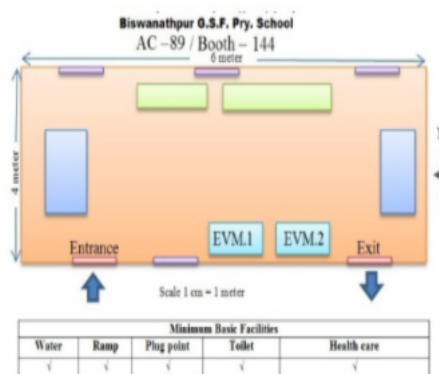 Biswanathpur G.S.F. Pry. School
AC –89 / Booth – 144
6 meter
4 meter
EVM.1 EVM.2
Entrance Exit
Scale 1 cm = 1 meter
Minimum Basic Facilities
Water Ramp Plug point Toilet Health care
√ √ √ √ √